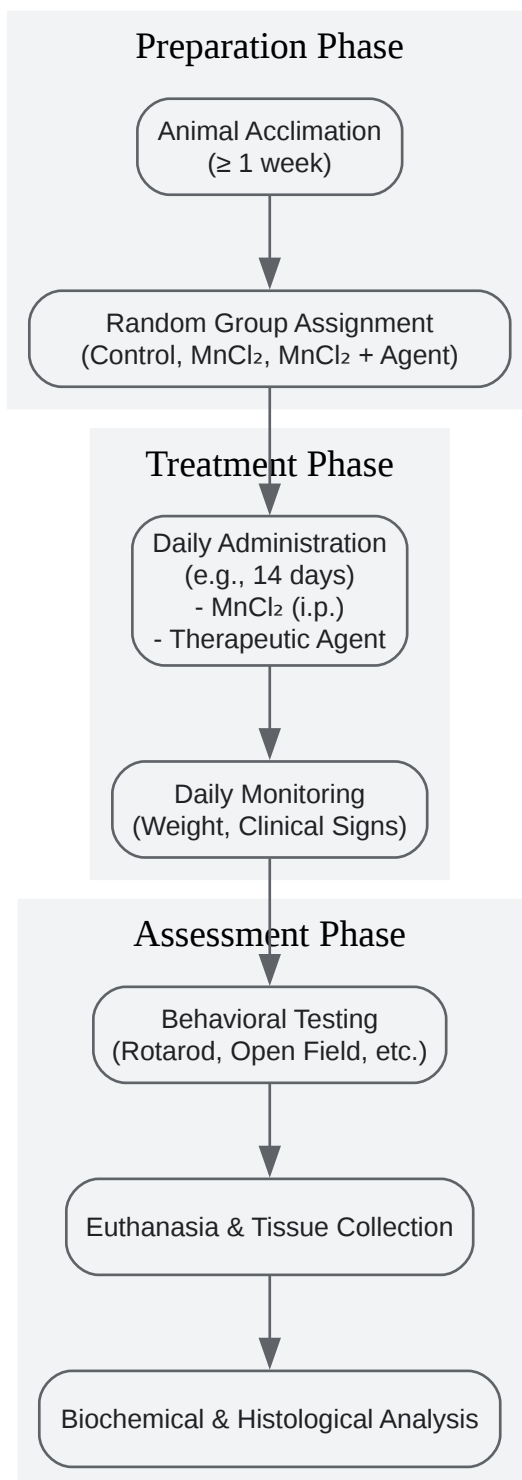 Preparation Phase
Animal Acclimation
(≥ 1 week)
Random Group Assignment
(Control, MnCl₂, MnCl₂ + Agent)
Treatment Phase
Daily Administration
(e.g., 14 days)
- MnCl₂ (i.p.)
- Therapeutic Agent
Daily Monitoring
(Weight, Clinical Signs)
Assessment Phase
Behavioral Testing
(Rotarod, Open Field, etc.)
Euthanasia & Tissue Collection
Biochemical & Histological Analysis